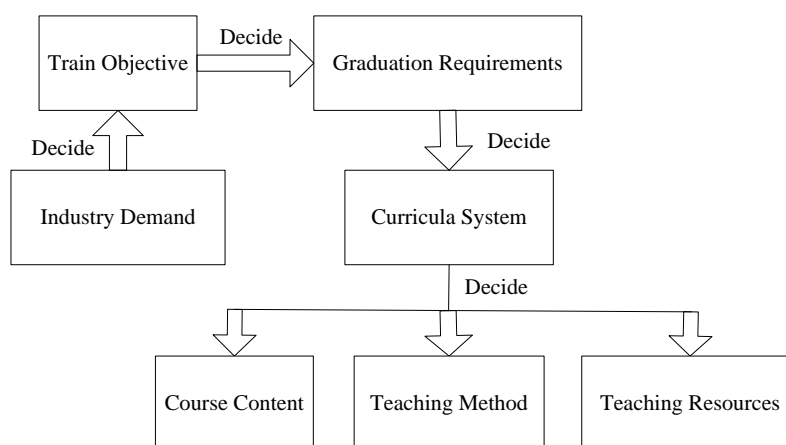 Decide
Train Objective
Graduation Requirements
Decide
Decide
Industry Demand
Curricula System
Decide
Course Content
Teaching Method
Teaching Resources